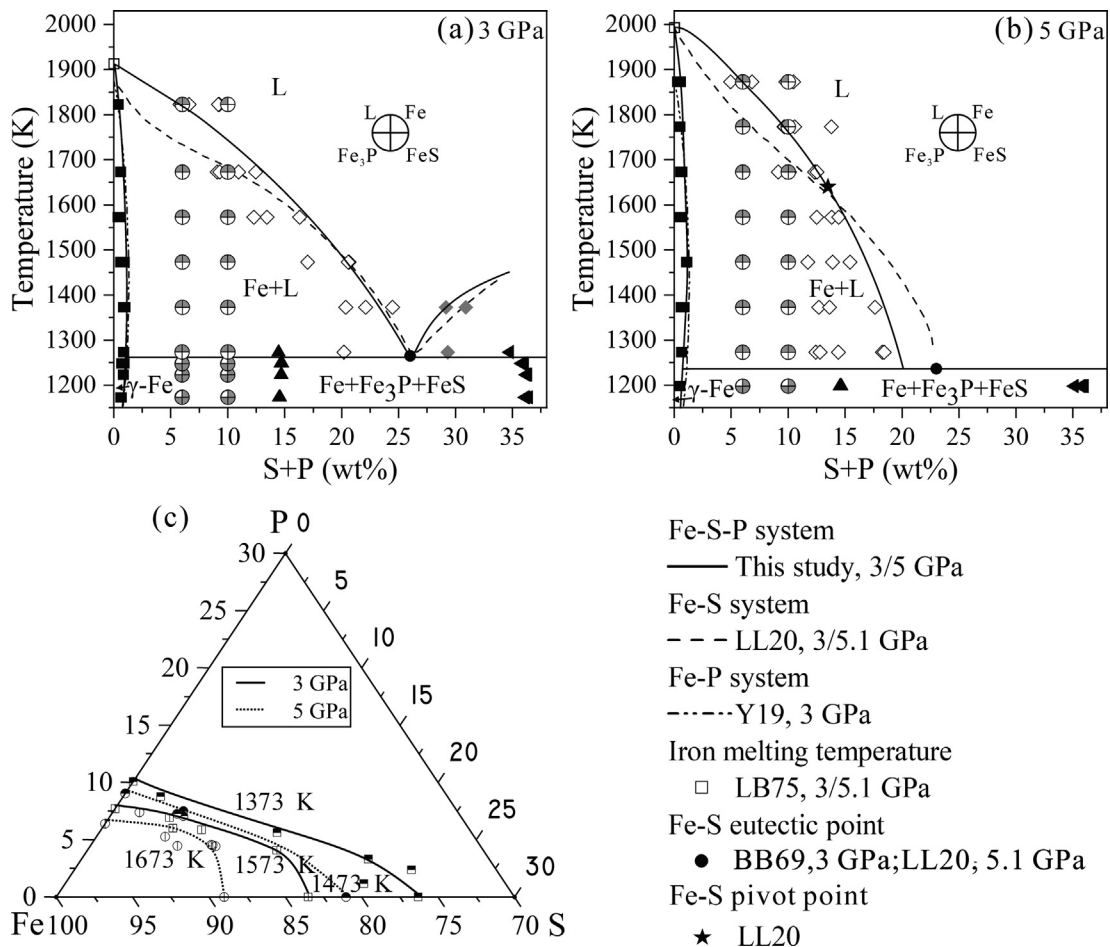 (a) 3 GPa
2000
1900
1800
1700
1600
1500
1400
1300
1200
Temperature (K)
L
L Fe
Fe3P FeS
Fe+L
γ-Fe
Fe+Fe3P+FeS
0 5 10 15 20 25 30 35
S+P (wt%)
(b) 5 GPa
2000
1900
1800
1700
1600
1500
1400
1300
1200
Temperature (K)
L
L Fe
Fe3P FeS
Fe+L
γ-Fe
Fe+Fe3P+FeS
0 5 10 15 20 25 30 35
S+P (wt%)
(c)
P 0
30
25
20
15
10
5
0
5
10
15
20
25
30
3 GPa
5 GPa
1373 K
1673 K
1573 K
1473 K
Fe 100 95 90 85 80 75 70 S
Fe-S-P system
This study, 3/5 GPa
Fe-S system
LL20, 3/5.1 GPa
Fe-P system
Y19, 3 GPa
Iron melting temperature
LB75, 3/5.1 GPa
Fe-S eutectic point
BB69,3 GPa;LL20, 5.1 GPa
Fe-S pivot point
LL20